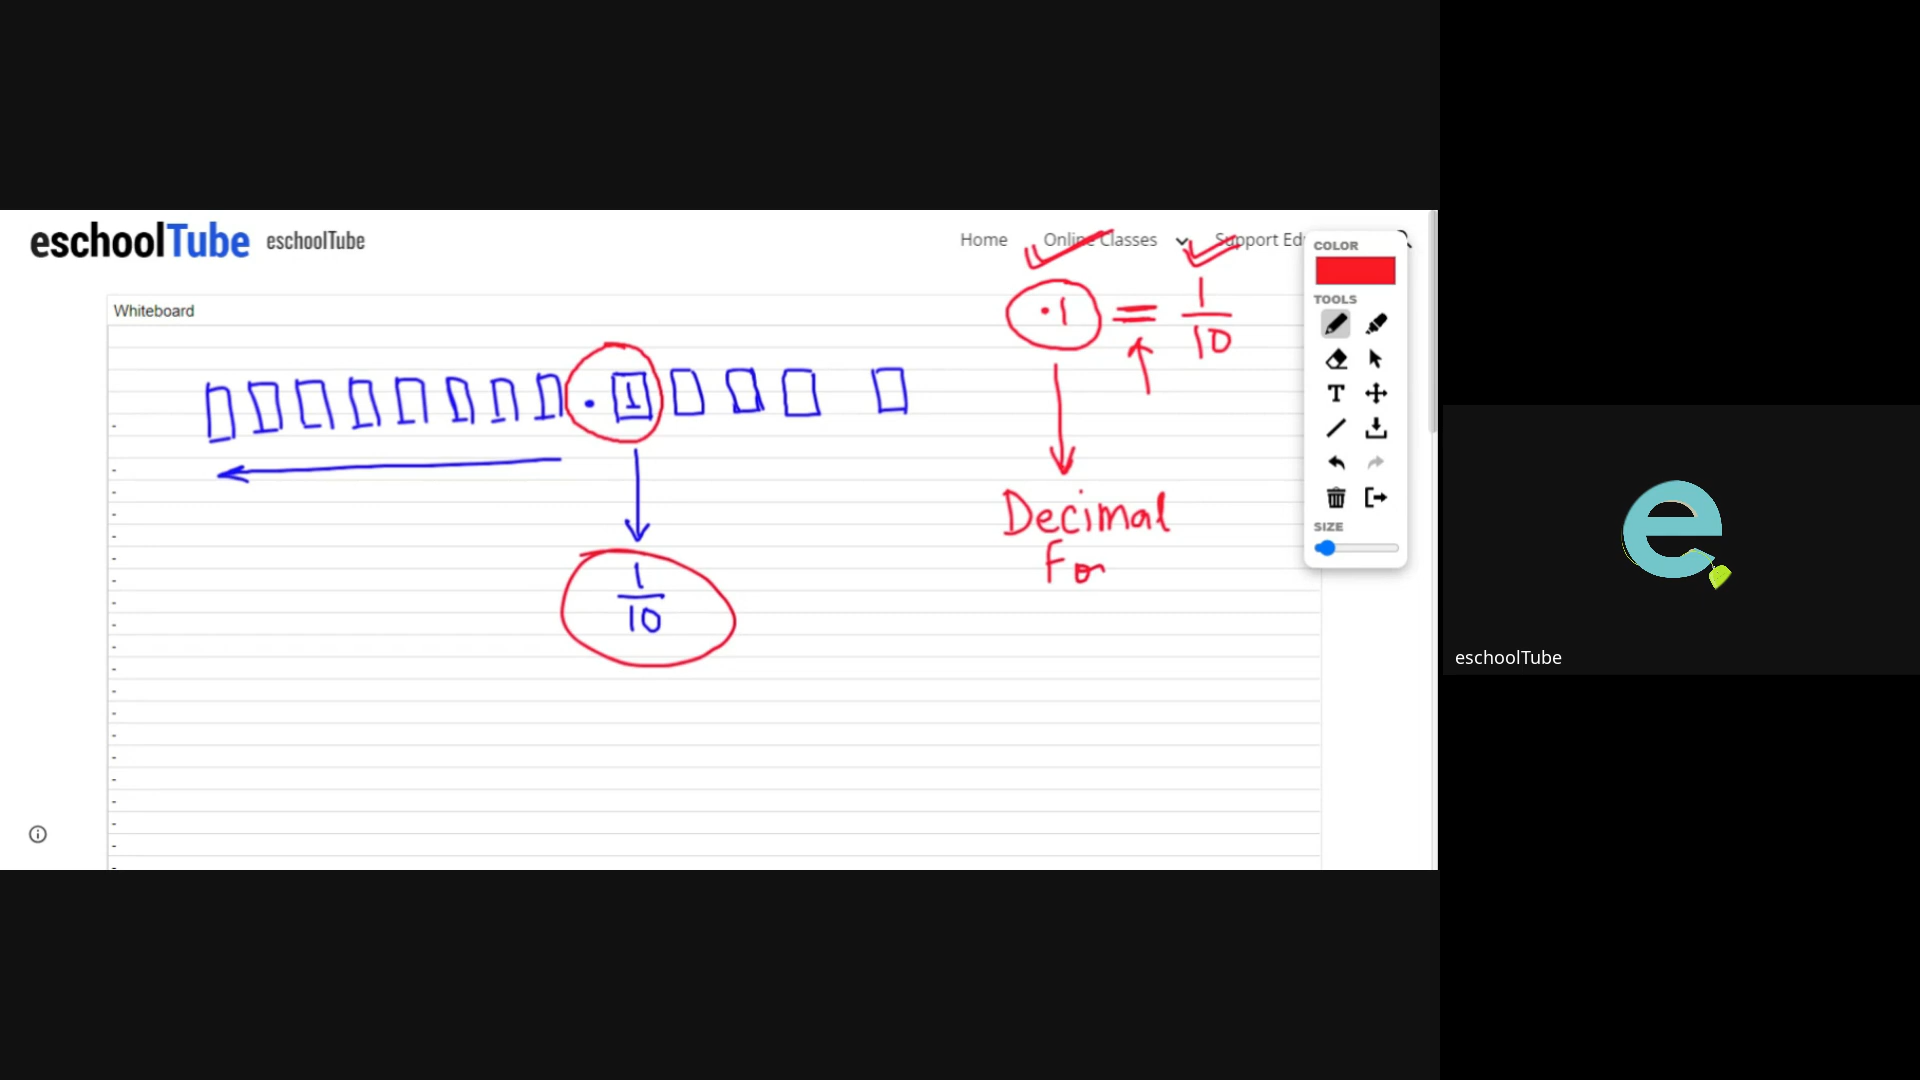 eschoolTube eschoolTube
Home Online Classes Support Ed
Whiteboard
.1 = 1/10
. 1
1/10
Decimal
For
COLOR
TOOLS
T
SIZE
e
eschoolTube